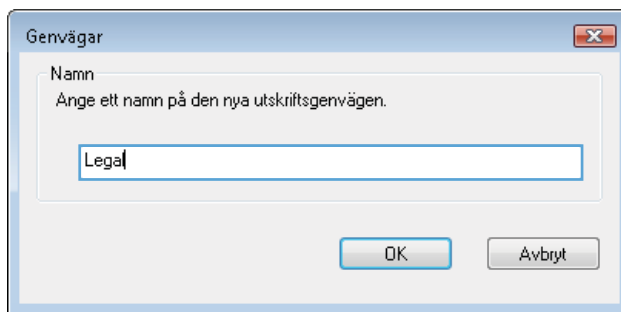 Genvägar
Namn
Ange ett namn på den nya utskriftsgenvägen.
Legal
OK
Avbryt